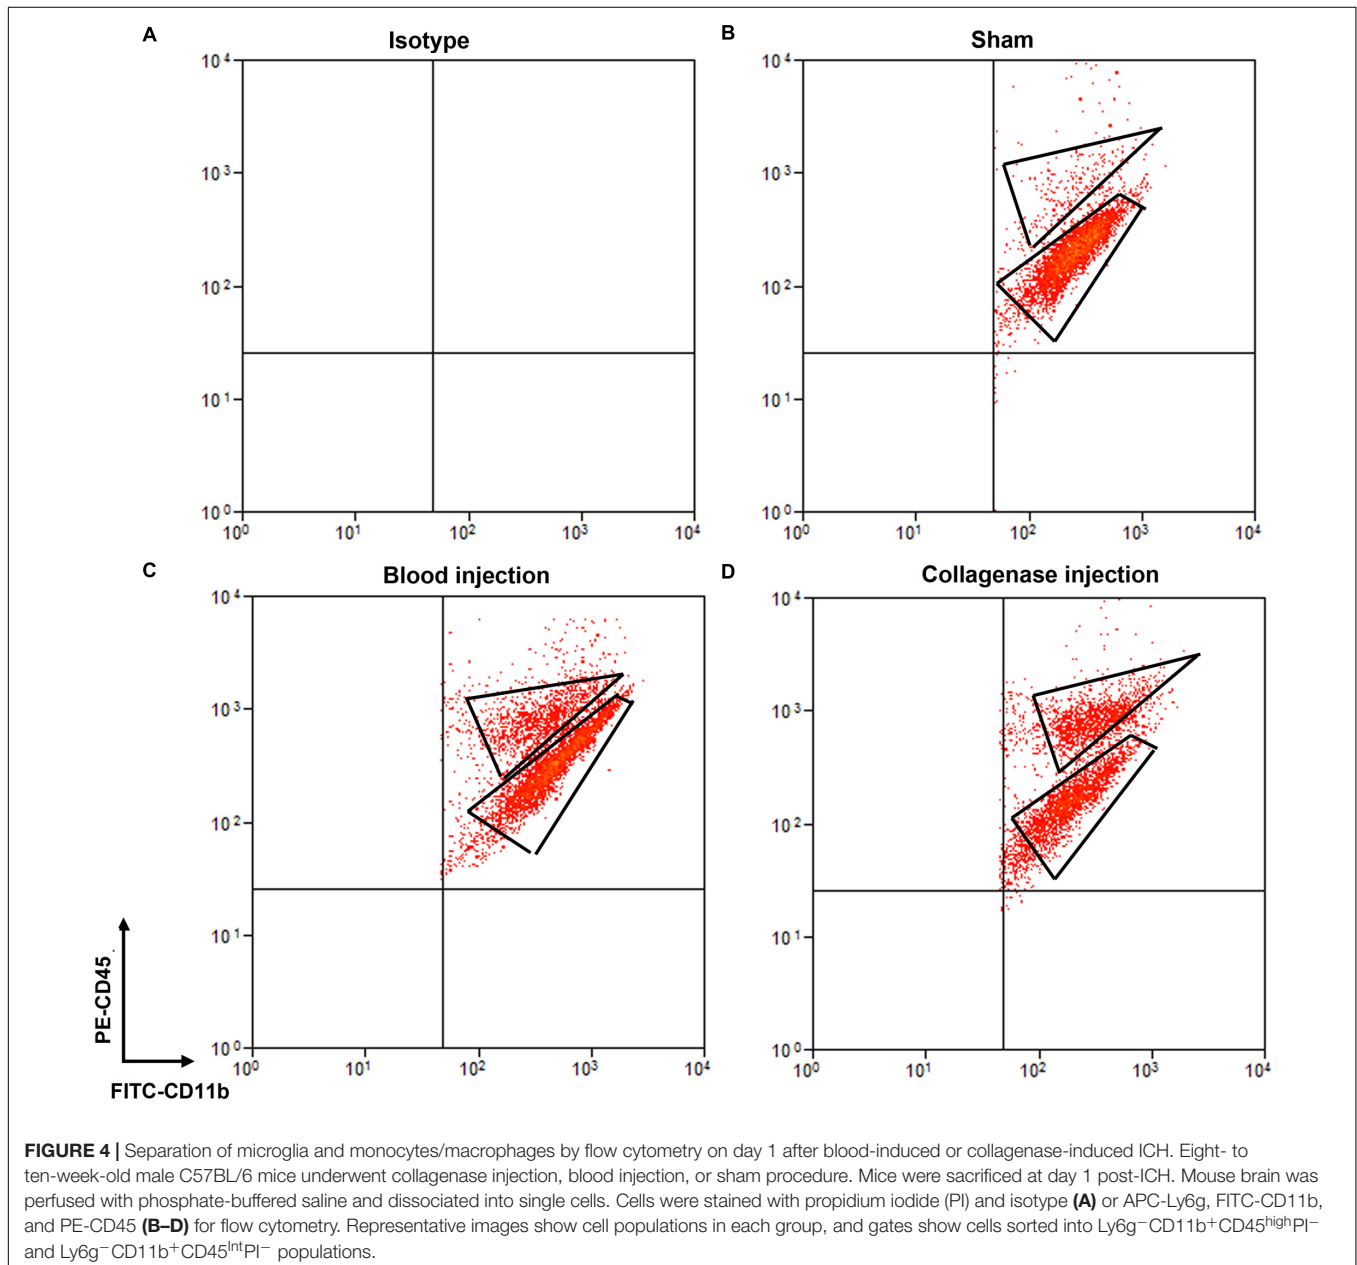 A
Isotype
B
Sham
10⁴
10³
10²
10¹
10⁰
10⁰ 10¹ 10² 10³ 10⁴
10⁴
10³
10²
10¹
10⁰
10⁰ 10¹ 10² 10³ 10⁴
C
Blood injection
D
Collagenase injection
10⁴
10³
10²
10¹
10⁰
10⁰ 10¹ 10² 10³ 10⁴
10⁴
10³
10²
10¹
10⁰
10⁰ 10¹ 10² 10³ 10⁴
PE-CD45
FITC-CD11b
FIGURE 4 | Separation of microglia and monocytes/macrophages by flow cytometry on day 1 after blood-induced or collagenase-induced ICH. Eight- to
ten-week-old male C57BL/6 mice underwent collagenase injection, blood injection, or sham procedure. Mice were sacrificed at day 1 post-ICH. Mouse brain was
perfused with phosphate-buffered saline and dissociated into single cells. Cells were stained with propidium iodide (PI) and isotype (A) or APC-Ly6g, FITC-CD11b,
and PE-CD45 (B–D) for flow cytometry. Representative images show cell populations in each group, and gates show cells sorted into Ly6g⁻CD11b⁺CD45ʰⁱᵍʰPI⁻
and Ly6g⁻CD11b⁺CD45ᴵⁿᵗPI⁻ populations.